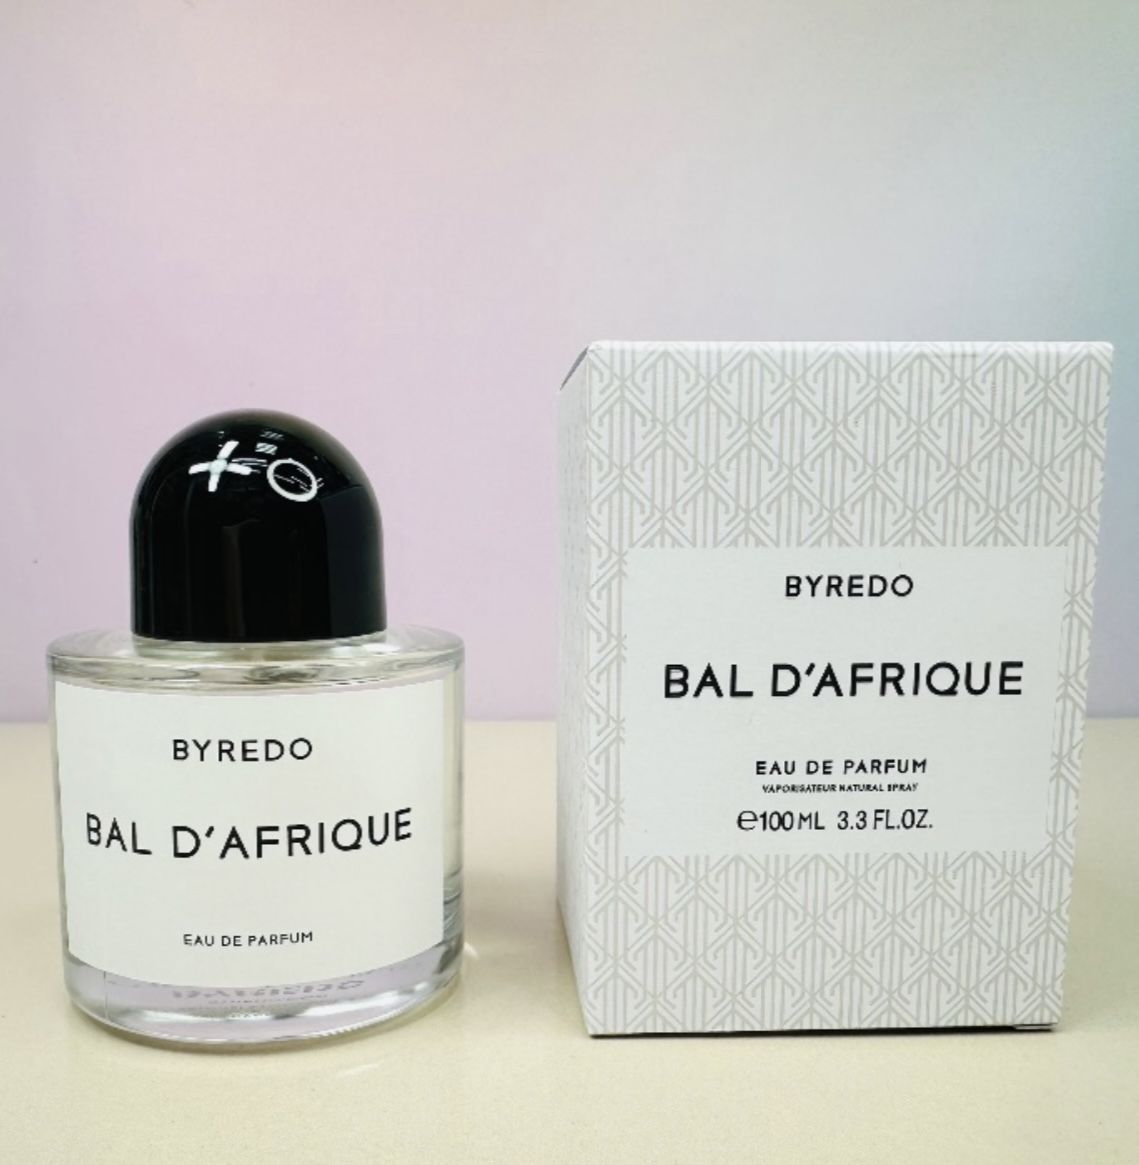 BYREDO
BAL D'AFRIQUE
EAU DE PARFUM
BYREDO
BAL D'AFRIQUE
EAU DE PARFUM
VAPORISATEUR NATURAL SPRAY
℮100 ML 3.3 FL.OZ.